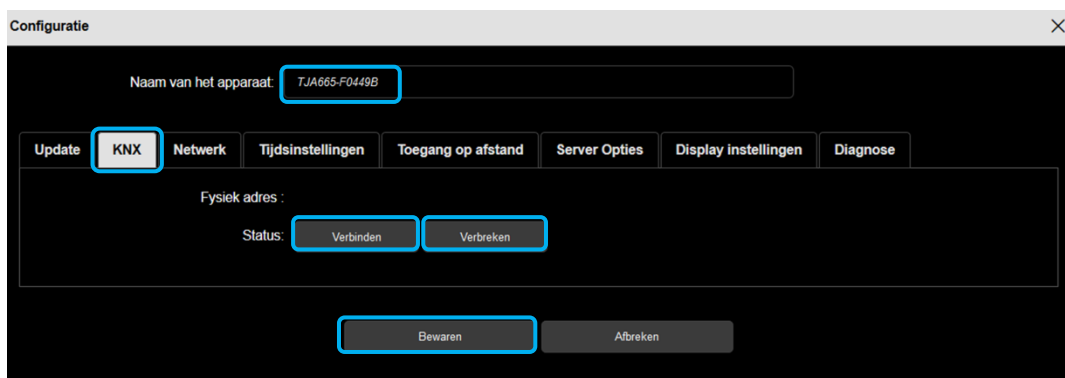 Configuratie
Naam van het apparaat: TJA665-F0449B
Update KNX Netwerk Tijdsinstellingen Toegang op afstand Server Opties Display instellingen Diagnose
Fysiek adres :
Status: Verbinden Verbreken
Bewaren Afbreken